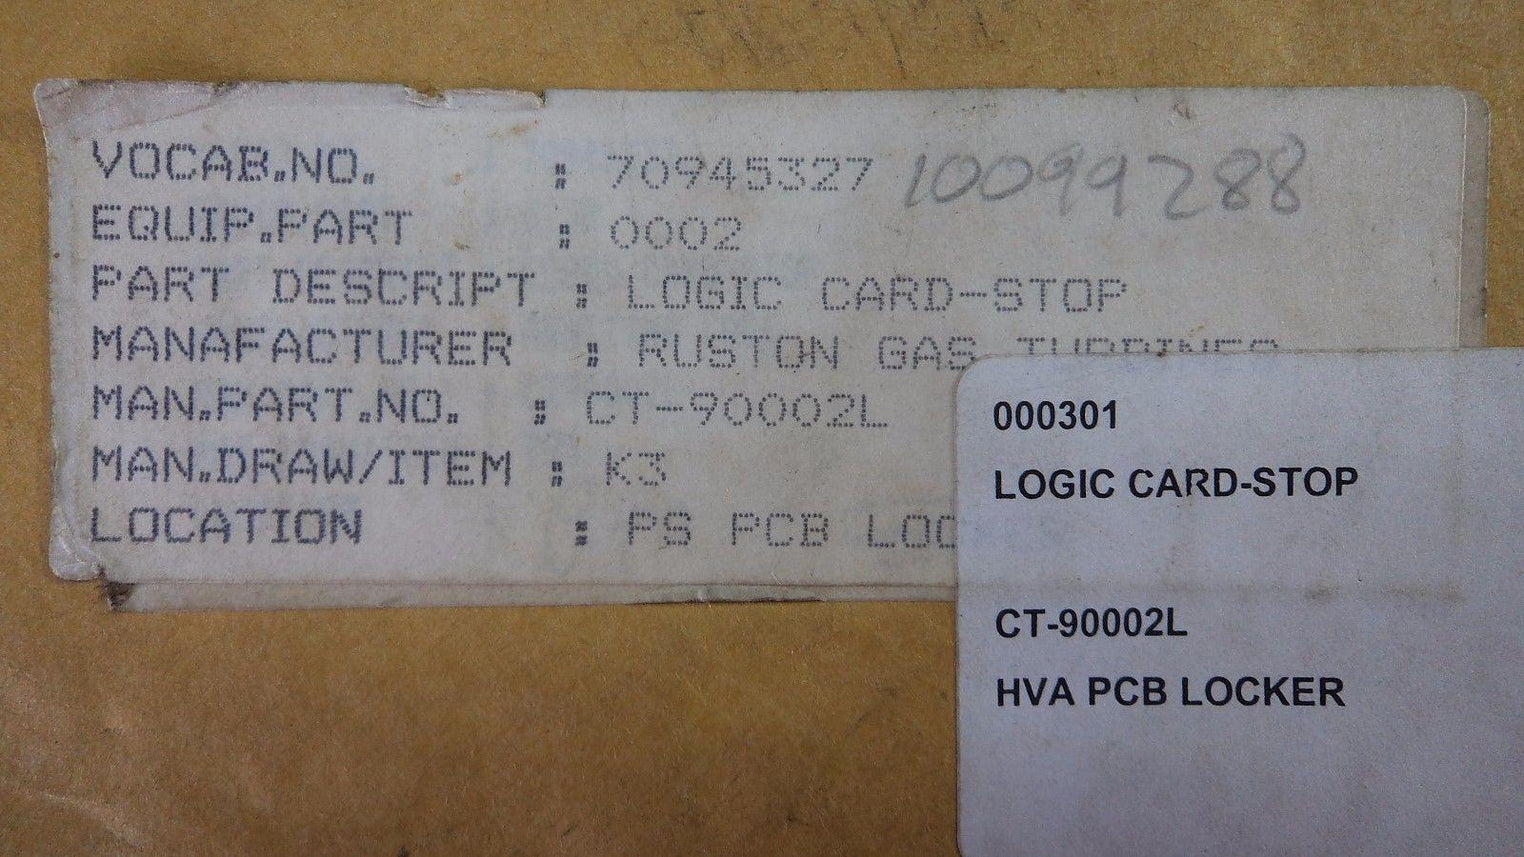 VOCAB.NO. : 70945327 10099288
EQUIP.PART : 0002
PART DESCRIPT : LOGIC CARD-STOP
MANAFACTURER : RUSTON GAS TURBINES
MAN.PART.NO. : CT-90002L
MAN.DRAW/ITEM : K3
LOCATION : PS PCB
000301
LOGIC CARD-STOP
CT-90002L
HVA PCB LOCKER